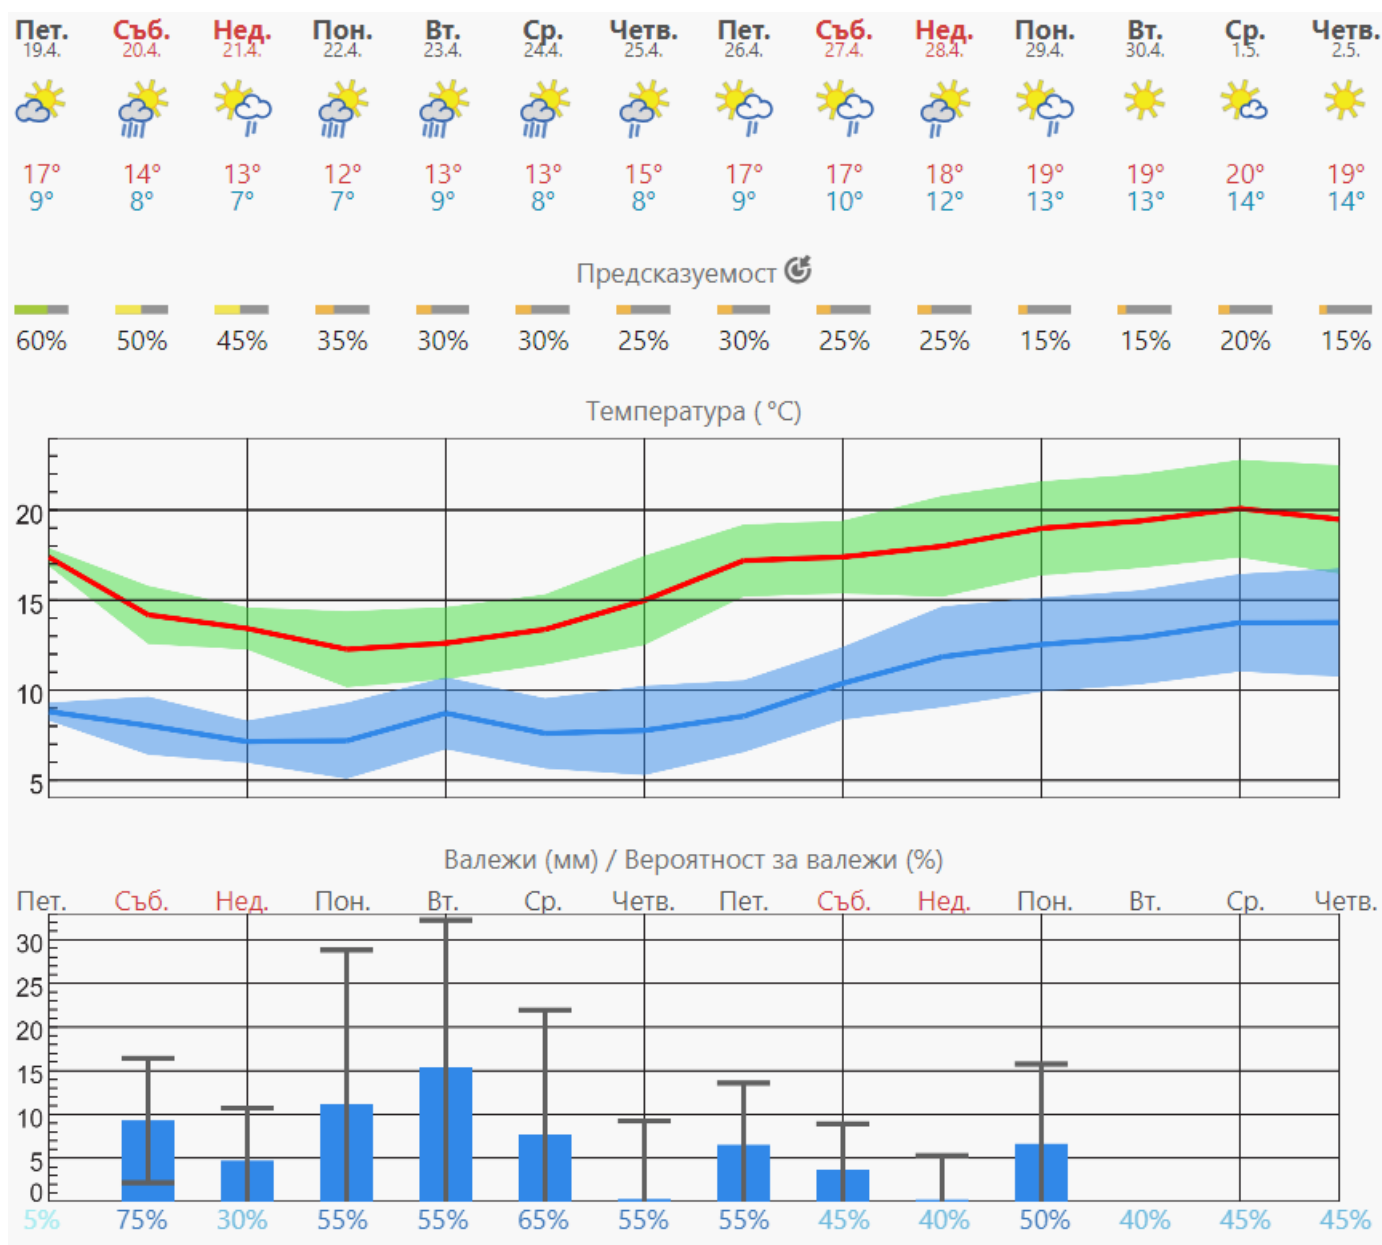 Пет. Съб. Нед. Пон. Вт. Ср. Четв. Пет. Съб. Нед. Пон. Вт. Ср. Четв.
19.4. 20.4. 21.4. 22.4. 23.4. 24.4. 25.4. 26.4. 27.4. 28.4. 29.4. 30.4. 1.5. 2.5.
17° 14° 13° 12° 13° 13° 15° 17° 17° 18° 19° 19° 20° 19°
9° 8° 7° 7° 9° 8° 8° 9° 10° 12° 13° 13° 14° 14°
Предсказуемост
60% 50% 45% 35% 30% 30% 25% 30% 25% 25% 15% 15% 20% 15%
Температура ( °C)
20
15
10
5
Валежи (мм) / Вероятност за валежи (%)
Пет. Съб. Нед. Пон. Вт. Ср. Четв. Пет. Съб. Нед. Пон. Вт. Ср. Четв.
30
25
20
15
10
5
0
5% 75% 30% 55% 55% 65% 55% 55% 45% 40% 50% 40% 45% 45%